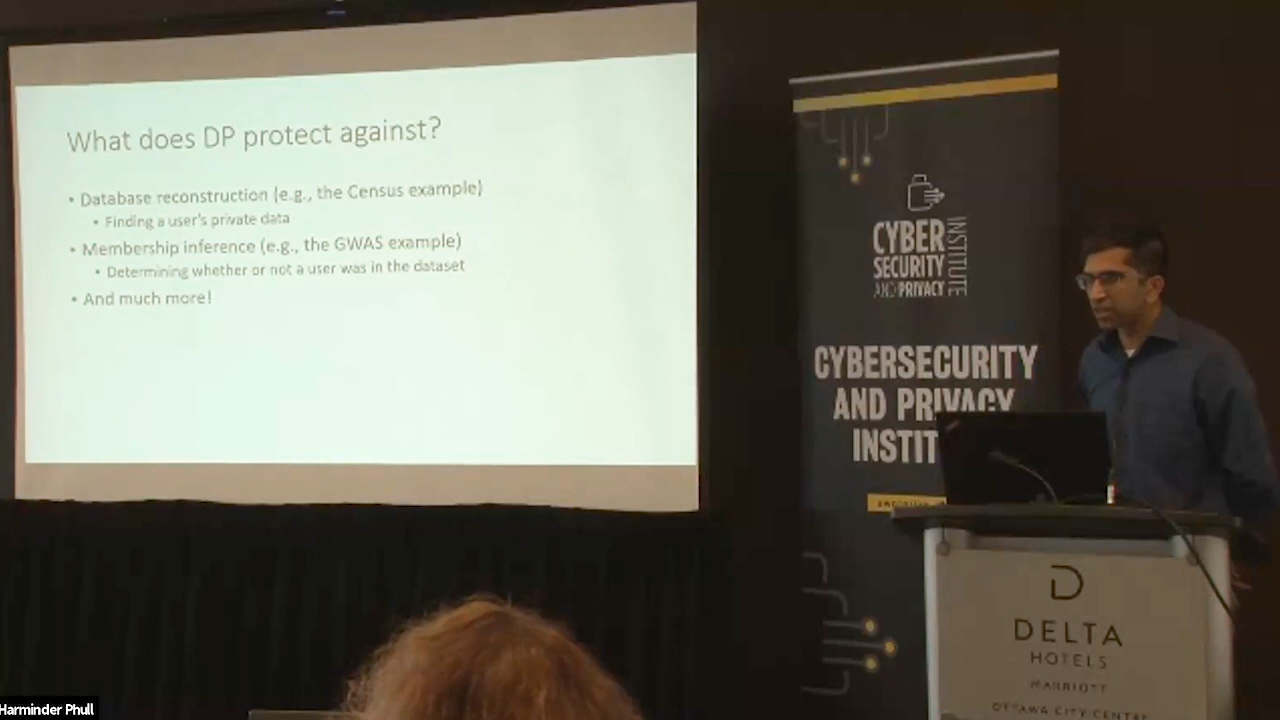 What does DP protect against?
• Database reconstruction (e.g., the Census example)
• Finding a user's private data
• Membership inference (e.g., the GWAS example)
• Determining whether or not a user was in the dataset
• And much more!
CYBER
SECURITY
AND PRIVACY
INSTITUTE
CYBERSECURITY
AND PRIVACY
INSTIT
D
DELTA
HOTELS
MARRIOTT
OTTAWA CITY CENTRE
Harminder Phull